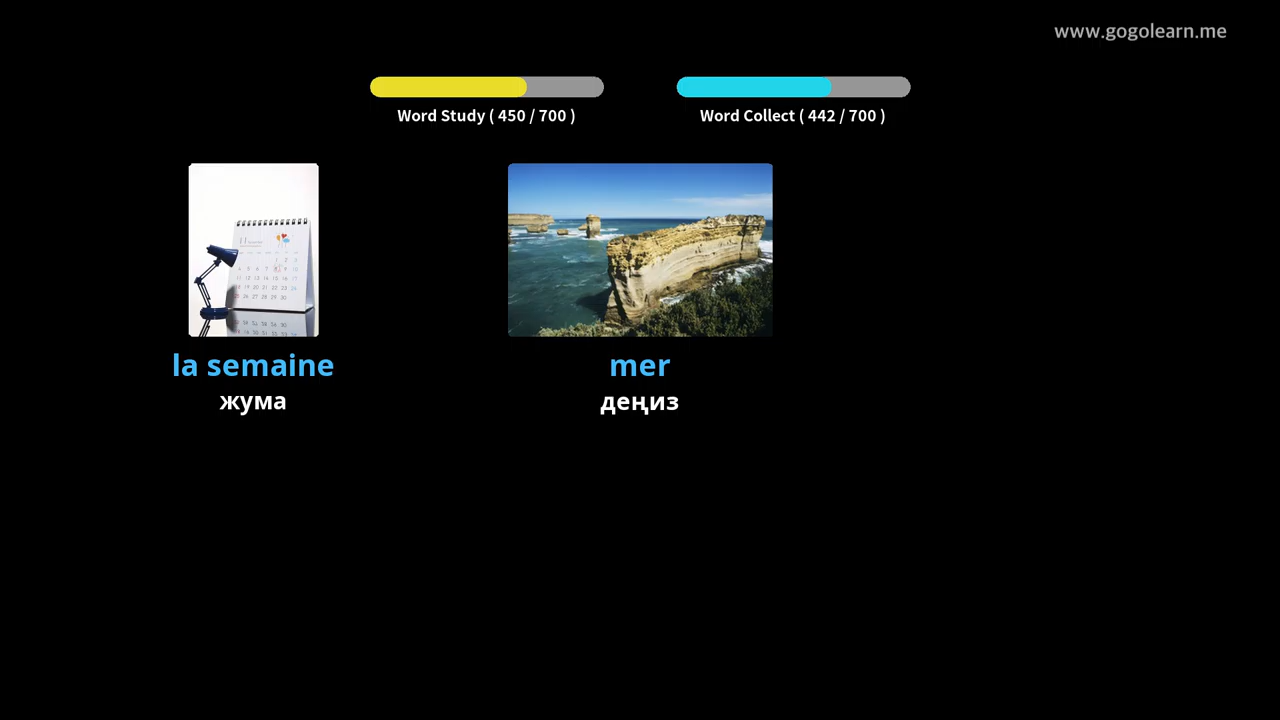 www.gogolearn.me
Word Study ( 450 / 700 )
Word Collect ( 442 / 700 )
la semaine
жума
mer
деңиз